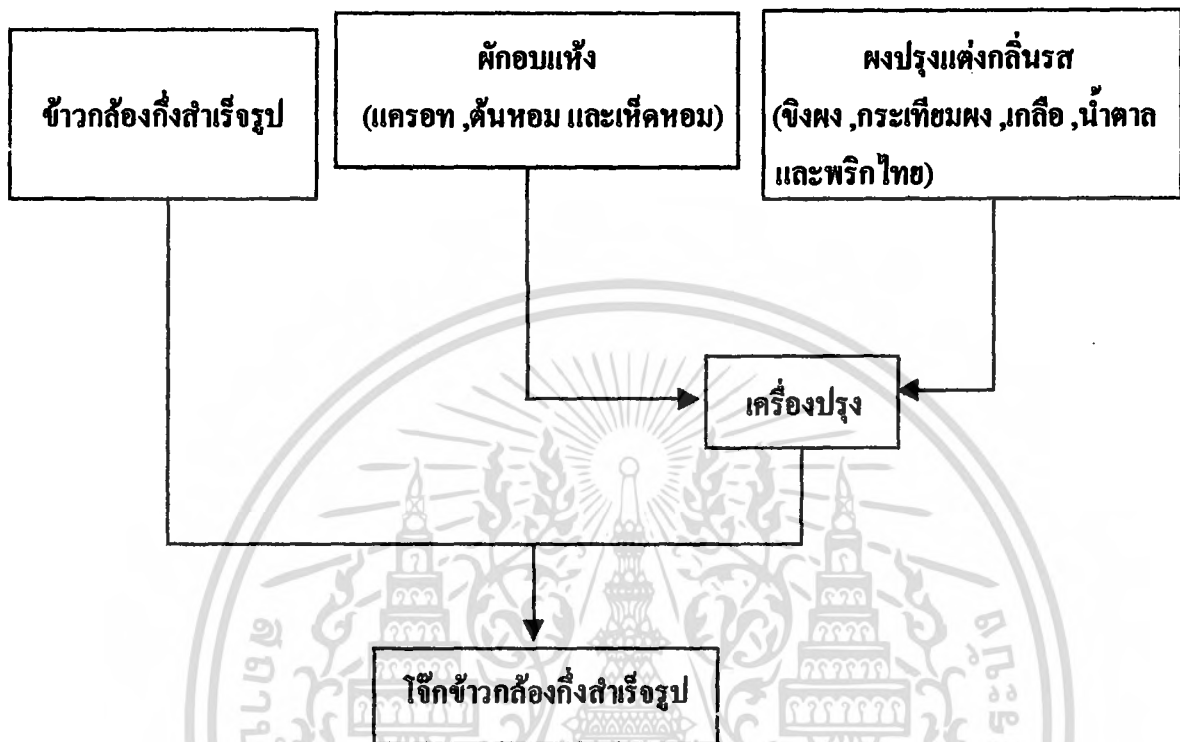 ข้าวกล้องกึ่งสำเร็จรูป
ผักอบแห้ง
(แครอท ,ต้นหอม และเห็ดหอม)
ผงปรุงแต่งกลิ่นรส
(ขิงผง ,กระเทียมผง ,เกลือ ,น้ำตาล
และพริกไทย)
เครื่องปรุง
โจ๊กข้าวกล้องกึ่งสำเร็จรูป